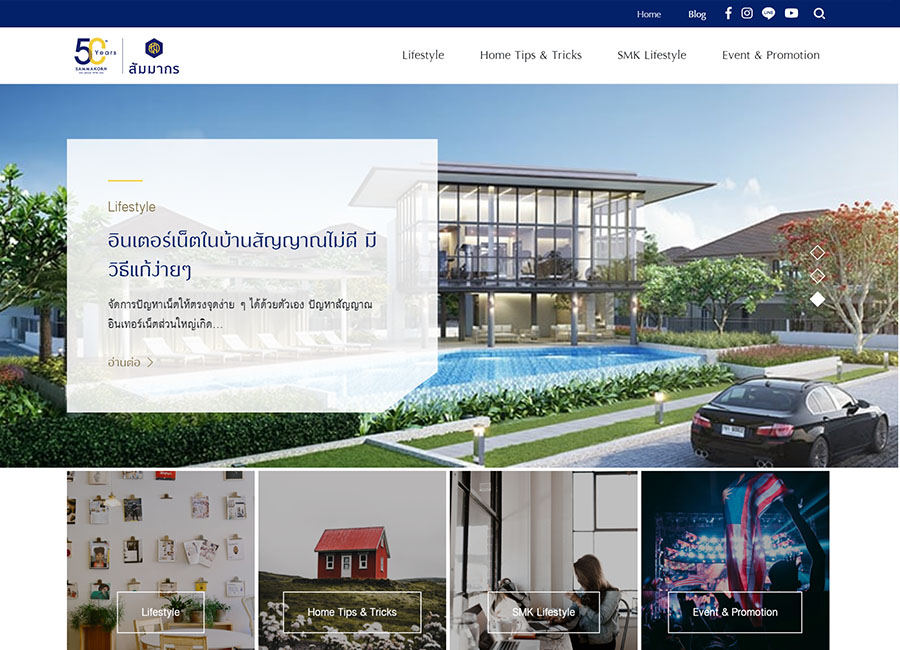 Home Blog
50 Years
SAMMAKORN
สัมมากร
Lifestyle Home Tips & Tricks SMK Lifestyle Event & Promotion
Lifestyle
อินเตอร์เน็ตในบ้านสัญญาณไม่ดี มี
วิธีแก้ง่ายๆ
จัดการปัญหาเน็ตให้ตรงจุดง่าย ๆ ได้ด้วยตัวเอง ปัญหาสัญญาณ
อินเทอร์เน็ตส่วนใหญ่เกิด...
อ่านต่อ
Lifestyle Home Tips & Tricks SMK Lifestyle Event & Promotion